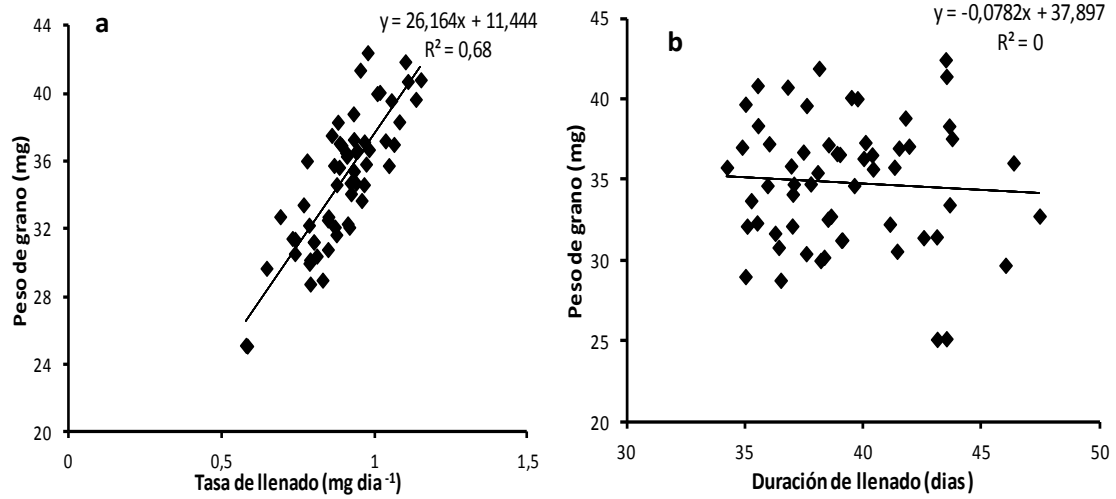 a
y = 26,164x + 11,444
R² = 0,68
44
40
36
32
28
24
20
Peso de grano (mg)
0
0,5
1
1,5
Tasa de llenado (mg dia⁻¹)
b
y = -0,0782x + 37,897
R² = 0
45
40
35
30
25
20
Peso de grano (mg)
30
35
40
45
50
Duración de llenado (dias)